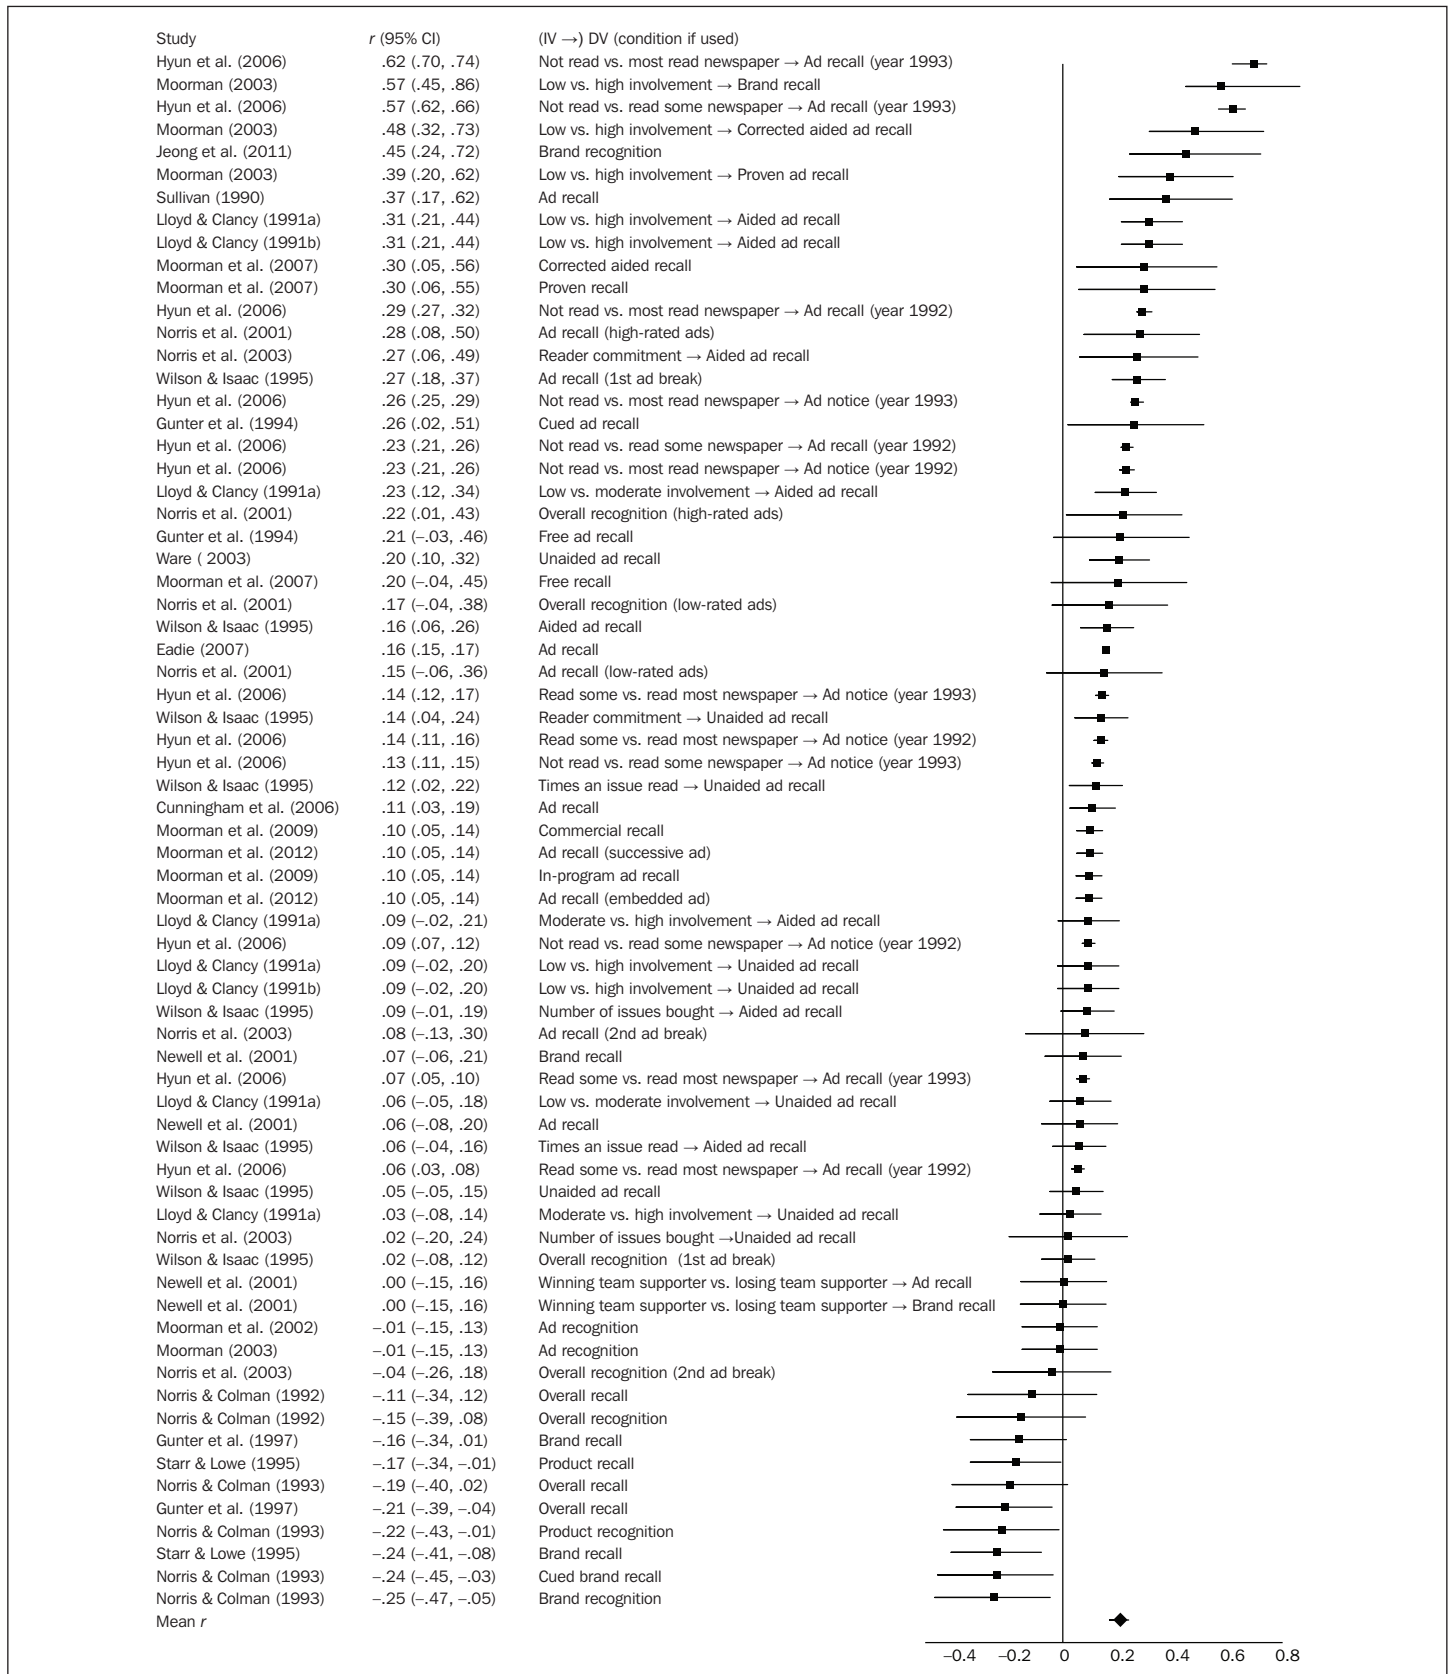 Study r (95% CI) (IV →) DV (condition if used)
Hyun et al. (2006) .62 (.70, .74) Not read vs. most read newspaper → Ad recall (year 1993)
Moorman (2003) .57 (.45, .86) Low vs. high involvement → Brand recall
Hyun et al. (2006) .57 (.62, .66) Not read vs. read some newspaper → Ad recall (year 1993)
Moorman (2003) .48 (.32, .73) Low vs. high involvement → Corrected aided ad recall
Jeong et al. (2011) .45 (.24, .72) Brand recognition
Moorman (2003) .39 (.20, .62) Low vs. high involvement → Proven ad recall
Sullivan (1990) .37 (.17, .62) Ad recall
Lloyd & Clancy (1991a) .31 (.21, .44) Low vs. high involvement → Aided ad recall
Lloyd & Clancy (1991b) .31 (.21, .44) Low vs. high involvement → Aided ad recall
Moorman et al. (2007) .30 (.05, .56) Corrected aided recall
Moorman et al. (2007) .30 (.06, .55) Proven recall
Hyun et al. (2006) .29 (.27, .32) Not read vs. most read newspaper → Ad recall (year 1992)
Norris et al. (2001) .28 (.08, .50) Ad recall (high-rated ads)
Norris et al. (2003) .27 (.06, .49) Reader commitment → Aided ad recall
Wilson & Isaac (1995) .27 (.18, .37) Ad recall (1st ad break)
Hyun et al. (2006) .26 (.25, .29) Not read vs. most read newspaper → Ad notice (year 1993)
Gunter et al. (1994) .26 (.02, .51) Cued ad recall
Hyun et al. (2006) .23 (.21, .26) Not read vs. read some newspaper → Ad recall (year 1992)
Hyun et al. (2006) .23 (.21, .26) Not read vs. most read newspaper → Ad notice (year 1992)
Lloyd & Clancy (1991a) .23 (.12, .34) Low vs. moderate involvement → Aided ad recall
Norris et al. (2001) .22 (.01, .43) Overall recognition (high-rated ads)
Gunter et al. (1994) .21 (–.03, .46) Free ad recall
Ware ( 2003) .20 (.10, .32) Unaided ad recall
Moorman et al. (2007) .20 (–.04, .45) Free recall
Norris et al. (2001) .17 (–.04, .38) Overall recognition (low-rated ads)
Wilson & Isaac (1995) .16 (.06, .26) Aided ad recall
Eadie (2007) .16 (.15, .17) Ad recall
Norris et al. (2001) .15 (–.06, .36) Ad recall (low-rated ads)
Hyun et al. (2006) .14 (.12, .17) Read some vs. read most newspaper → Ad notice (year 1993)
Wilson & Isaac (1995) .14 (.04, .24) Reader commitment → Unaided ad recall
Hyun et al. (2006) .14 (.11, .16) Read some vs. read most newspaper → Ad notice (year 1992)
Hyun et al. (2006) .13 (.11, .15) Not read vs. read some newspaper → Ad notice (year 1993)
Wilson & Isaac (1995) .12 (.02, .22) Times an issue read → Unaided ad recall
Cunningham et al. (2006) .11 (.03, .19) Ad recall
Moorman et al. (2009) .10 (.05, .14) Commercial recall
Moorman et al. (2012) .10 (.05, .14) Ad recall (successive ad)
Moorman et al. (2009) .10 (.05, .14) In-program ad recall
Moorman et al. (2012) .10 (.05, .14) Ad recall (embedded ad)
Lloyd & Clancy (1991a) .09 (–.02, .21) Moderate vs. high involvement → Aided ad recall
Hyun et al. (2006) .09 (.07, .12) Not read vs. read some newspaper → Ad notice (year 1992)
Lloyd & Clancy (1991a) .09 (–.02, .20) Low vs. high involvement → Unaided ad recall
Lloyd & Clancy (1991b) .09 (–.02, .20) Low vs. high involvement → Unaided ad recall
Wilson & Isaac (1995) .09 (–.01, .19) Number of issues bought → Aided ad recall
Norris et al. (2003) .08 (–.13, .30) Ad recall (2nd ad break)
Newell et al. (2001) .07 (–.06, .21) Brand recall
Hyun et al. (2006) .07 (.05, .10) Read some vs. read most newspaper → Ad recall (year 1993)
Lloyd & Clancy (1991a) .06 (–.05, .18) Low vs. moderate involvement → Unaided ad recall
Newell et al. (2001) .06 (–.08, .20) Ad recall
Wilson & Isaac (1995) .06 (–.04, .16) Times an issue read → Aided ad recall
Hyun et al. (2006) .06 (.03, .08) Read some vs. read most newspaper → Ad recall (year 1992)
Wilson & Isaac (1995) .05 (–.05, .15) Unaided ad recall
Lloyd & Clancy (1991a) .03 (–.08, .14) Moderate vs. high involvement → Unaided ad recall
Norris et al. (2003) .02 (–.20, .24) Number of issues bought →Unaided ad recall
Wilson & Isaac (1995) .02 (–.08, .12) Overall recognition (1st ad break)
Newell et al. (2001) .00 (–.15, .16) Winning team supporter vs. losing team supporter → Ad recall
Newell et al. (2001) .00 (–.15, .16) Winning team supporter vs. losing team supporter → Brand recall
Moorman et al. (2002) –.01 (–.15, .13) Ad recognition
Moorman (2003) –.01 (–.15, .13) Ad recognition
Norris et al. (2003) –.04 (–.26, .18) Overall recognition (2nd ad break)
Norris & Colman (1992) –.11 (–.34, .12) Overall recall
Norris & Colman (1992) –.15 (–.39, .08) Overall recognition
Gunter et al. (1997) –.16 (–.34, .01) Brand recall
Starr & Lowe (1995) –.17 (–.34, –.01) Product recall
Norris & Colman (1993) –.19 (–.40, .02) Overall recall
Gunter et al. (1997) –.21 (–.39, –.04) Overall recall
Norris & Colman (1993) –.22 (–.43, –.01) Product recognition
Starr & Lowe (1995) –.24 (–.41, –.08) Brand recall
Norris & Colman (1993) –.24 (–.45, –.03) Cued brand recall
Norris & Colman (1993) –.25 (–.47, –.05) Brand recognition
Mean r
–0.4 –0.2 0 0.2 0.4 0.6 0.8